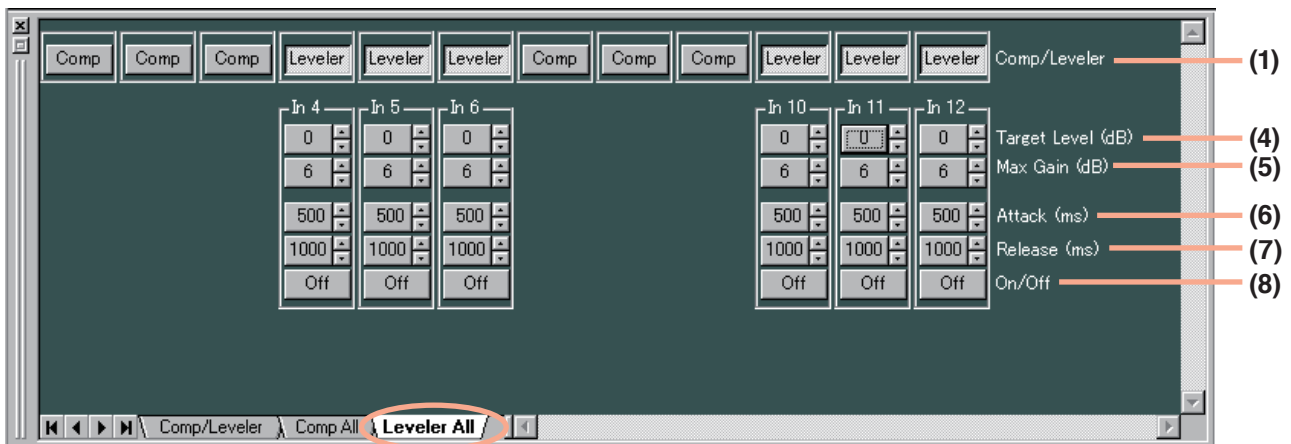 Comp Comp Comp Leveler Leveler Leveler Comp Comp Comp Leveler Leveler Leveler Comp/Leveler (1)
In 4 In 5 In 6 In 10 In 11 In 12
0 0 0 0 0 0 Target Level (dB) (4)
6 6 6 6 6 6 Max Gain (dB) (5)
500 500 500 500 500 500 Attack (ms) (6)
1000 1000 1000 1000 1000 1000 Release (ms) (7)
Off Off Off Off Off Off On/Off (8)
Comp/Leveler Comp All Leveler All